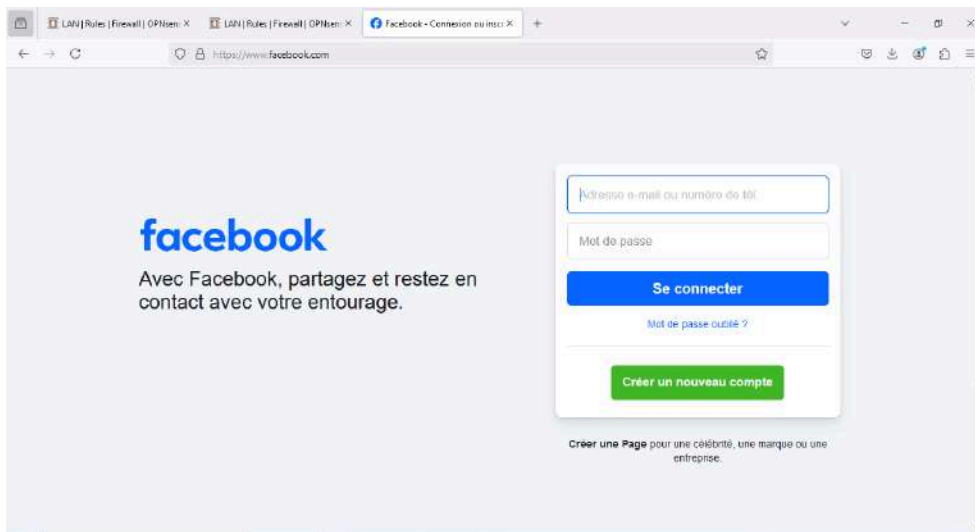 LAN | Rules | Firewall | OPNsen
LAN | Rules | Firewall | OPNsen
Facebook - Connexion ou inscr
https://www.facebook.com
facebook
Avec Facebook, partagez et restez en
contact avec votre entourage.
Adresse e-mail ou numéro de tél.
Mot de passe
Se connecter
Mot de passe oublié ?
Créer un nouveau compte
Créer une Page pour une célébrité, une marque ou une
entreprise.